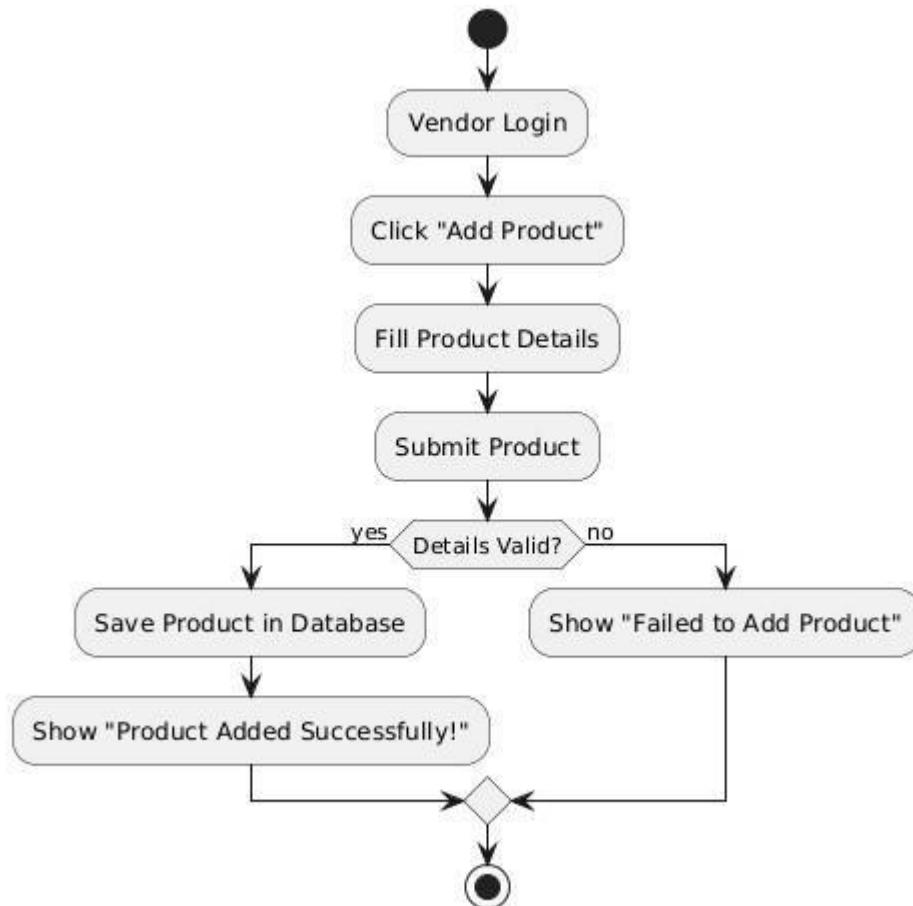 Vendor Login
Click "Add Product"
Fill Product Details
Submit Product
yes
Details Valid?
no
Save Product in Database
Show "Failed to Add Product"
Show "Product Added Successfully!"